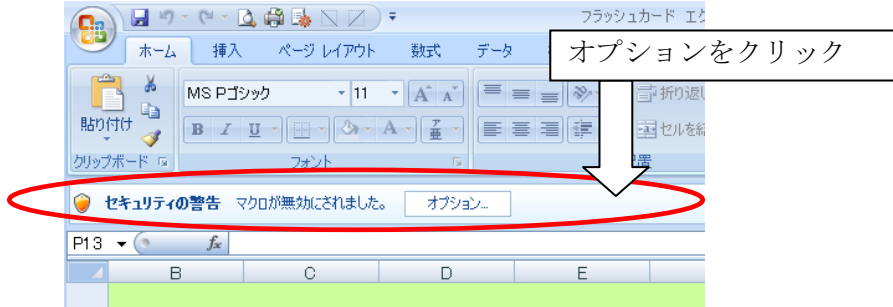 フラッシュカード エク
ホーム 挿入 ページ レイアウト 数式 データ
オプションをクリック
MS Pゴシック 11 A A
折り返し
貼り付け
B I U A ア亜
セルを結
クリップボード フォント 配置
セキュリティの警告 マクロが無効にされました。 オプション...
P13 fx
B C D E